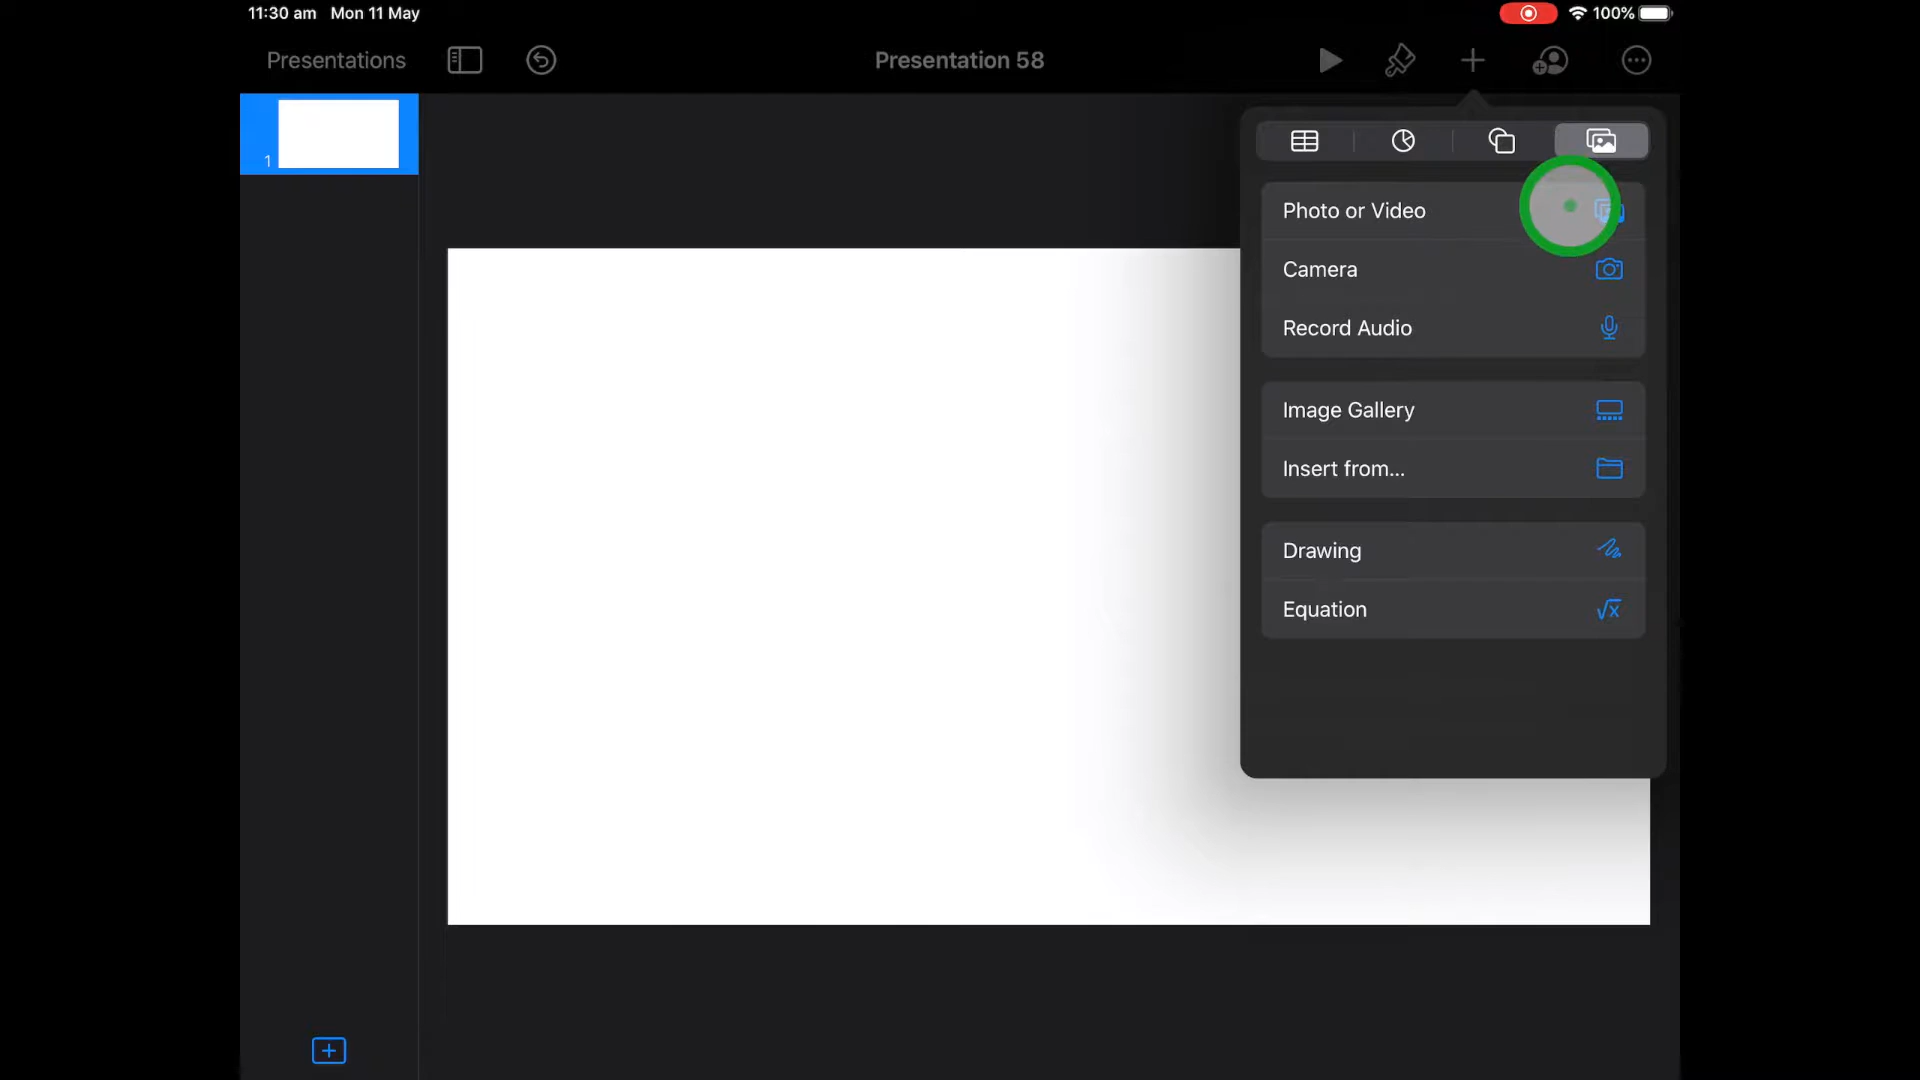 11:30 am Mon 11 May
100%
Presentations
Presentation 58
1
Photo or Video
Camera
Record Audio
Image Gallery
Insert from...
Drawing
Equation
√x